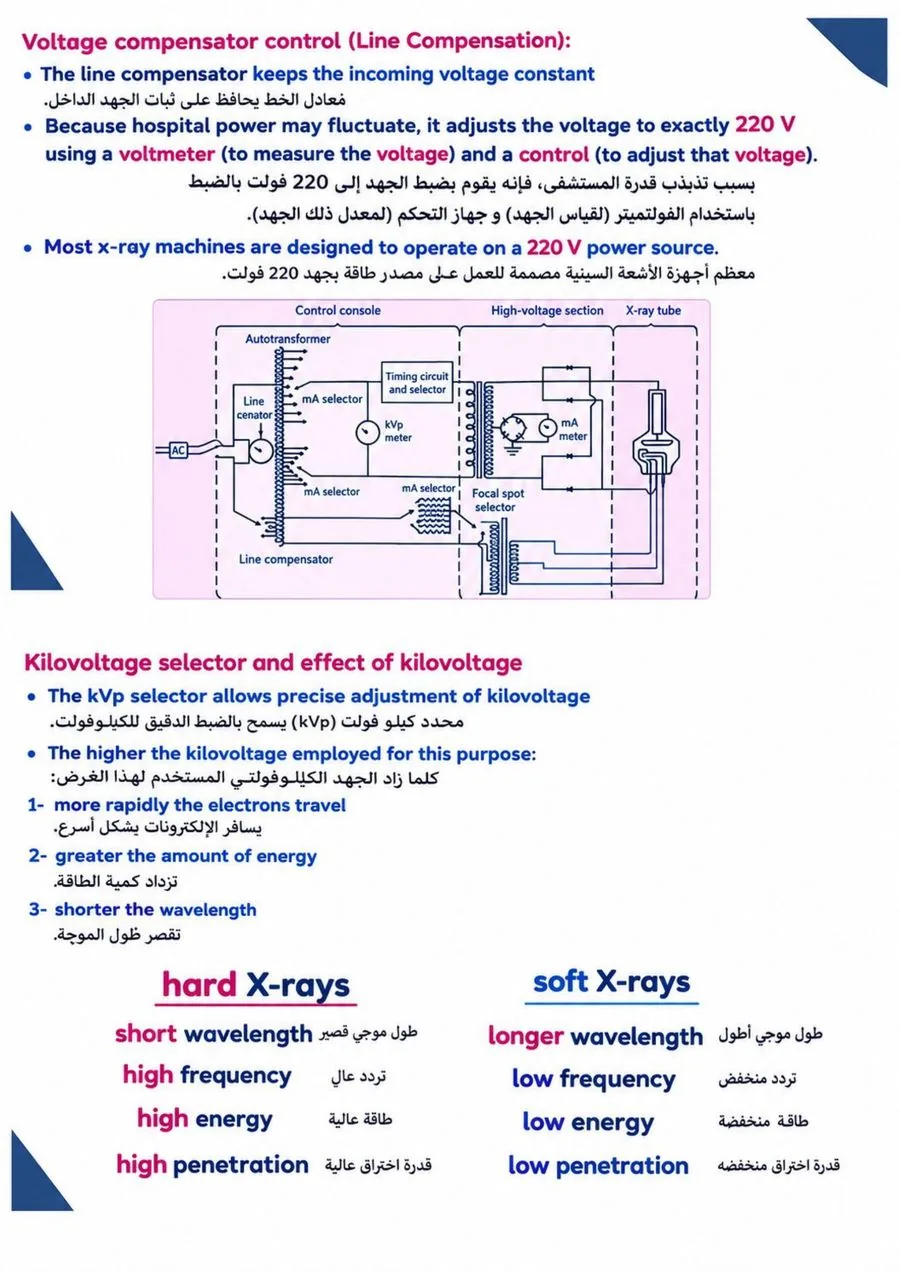 Voltage compensator control (Line Compensation):
• The line compensator keeps the incoming voltage constant
مُعادل الخط يحافظ على ثبات الجهد الداخل.
• Because hospital power may fluctuate, it adjusts the voltage to exactly 220 V
using a voltmeter (to measure the voltage) and a control (to adjust that voltage).
بسبب تذبذب قدرة المستشفى، فإنه يقوم بضبط الجهد إلى 220 فولت بالضبط
باستخدام الفولتميتر (لقياس الجهد) و جهاز التحكم (لمعدل ذلك الجهد).
• Most x-ray machines are designed to operate on a 220 V power source.
معظم أجهزة الأشعة السينية مصممة للعمل على مصدر طاقة بجهد 220 فولت.
Control console
High-voltage section
X-ray tube
Autotransformer
Timing circuit
and selector
mA selector
Line
cenator
kVp
meter
mA
meter
AC
mA selector
mA selector
Focal spot
selector
Line compensator
Kilovoltage selector and effect of kilovoltage
• The kVp selector allows precise adjustment of kilovoltage
محدد كيلو فولت (kVp) يسمح بالضبط الدقيق للكيلوفولت.
• The higher the kilovoltage employed for this purpose:
كلما زاد الجهد الكيلوفولتي المستخدم لهذا الغرض:
1- more rapidly the electrons travel
يسافر الإلكترونات بشكل أسرع.
2- greater the amount of energy
تزداد كمية الطاقة.
3- shorter the wavelength
تقصر طول الموجة.
hard X-rays
short wavelength طول موجي قصير
high frequency تردد عال
high energy طاقة عالية
high penetration قدرة اختراق عالية
soft X-rays
longer wavelength طول موجي أطول
low frequency تردد منخفض
low energy طاقة منخفضة
low penetration قدرة اختراق منخفضه